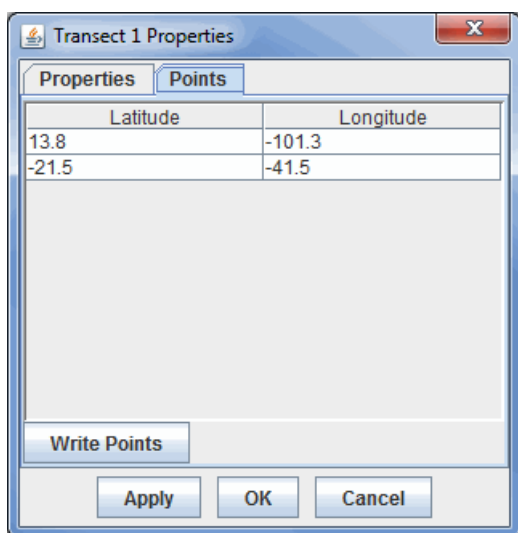 Transect 1 Properties
Properties Points
Latitude Longitude
13.8 -101.3
-21.5 -41.5
Write Points
Apply OK Cancel